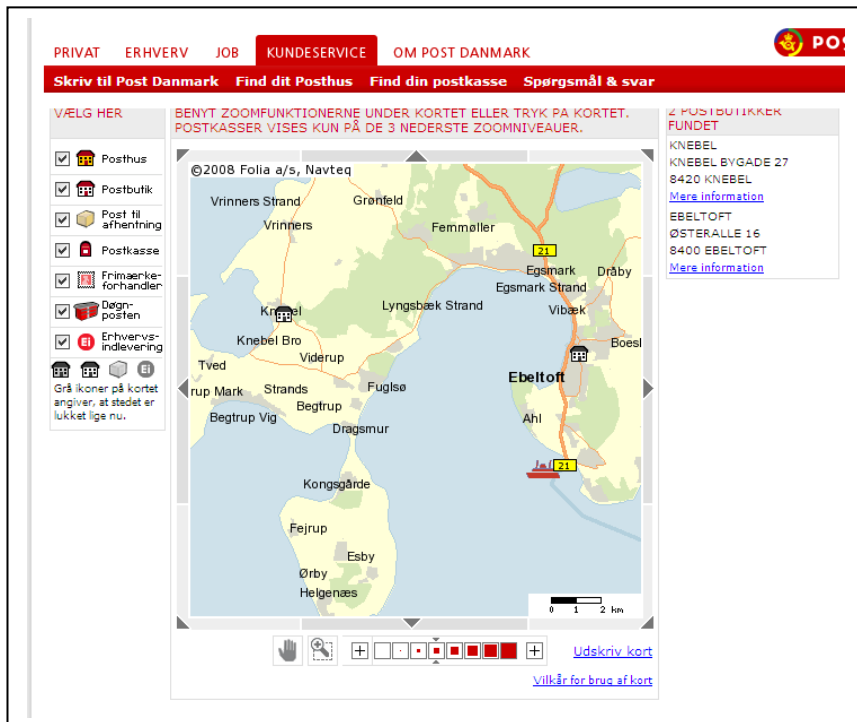 PRIVAT ERHVERV JOB KUNDESERVICE OM POST DANMARK
POS
Skriv til Post Danmark Find dit Posthus Find din postkasse Spørgsmål & svar
VÆLG HER
Posthus
Postbutik
Post til
afhentning
Postkasse
Frimærke-
forhandler
Døgn-
posten
Ei
Erhvervs-
indlevering
Ei
Grå ikoner på kortet
angiver, at stedet er
lukket lige nu.
BENYT ZOOMFUNKTIONERNE UNDER KORTET ELLER TRYK PÅ KORTET.
POSTKASSER VISES KUN PÅ DE 3 NEDERSTE ZOOMNIVEAUER.
©2008 Folia a/s, Navteq
Vrinners Strand
Grønfeld
Vrinners
Femmøller
21
Egsmark
Dråby
Egsmark Strand
Knebel
Lyngsbæk Strand
Vibæk
Knebel Bro
Boesl
Viderup
Tved
Ebeltoft
Fuglsø
rup Mark
Strands
Begtrup
Begtrup Vig
Ahl
Dragsmur
21
Kongsgårde
Fejrup
Esby
Ørby
Helgenæs
0 1 2 km
Udskriv kort
Vilkår for brug af kort
2 POSTBUTIKKER
FUNDET
KNEBEL
KNEBEL BYGADE 27
8420 KNEBEL
Mere information
EBELTOFT
ØSTERALLE 16
8400 EBELTOFT
Mere information